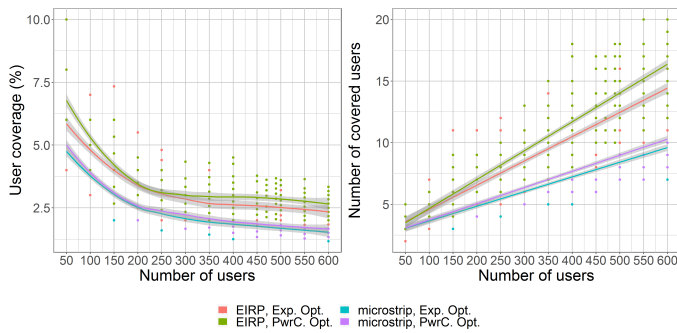 User coverage (%)
10.0
7.5
5.0
2.5
50 100 150 200 250 300 350 400 450 500 550 600
Number of users
Number of covered users
20
15
10
5
50 100 150 200 250 300 350 400 450 500 550 600
Number of users
EIRP, Exp. Opt.
EIRP, PwrC. Opt.
microstrip, Exp. Opt.
microstrip, PwrC. Opt.